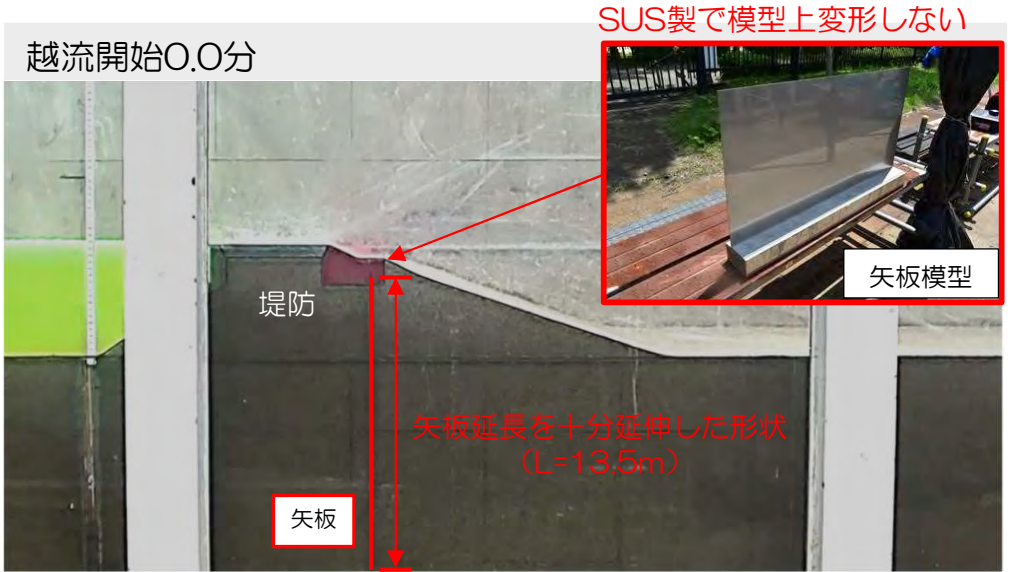 SUS製で模型上変形しない
越流開始0.0分
矢板模型
堤防
矢板延長を十分延伸した形状
（L=13.5m）
矢板